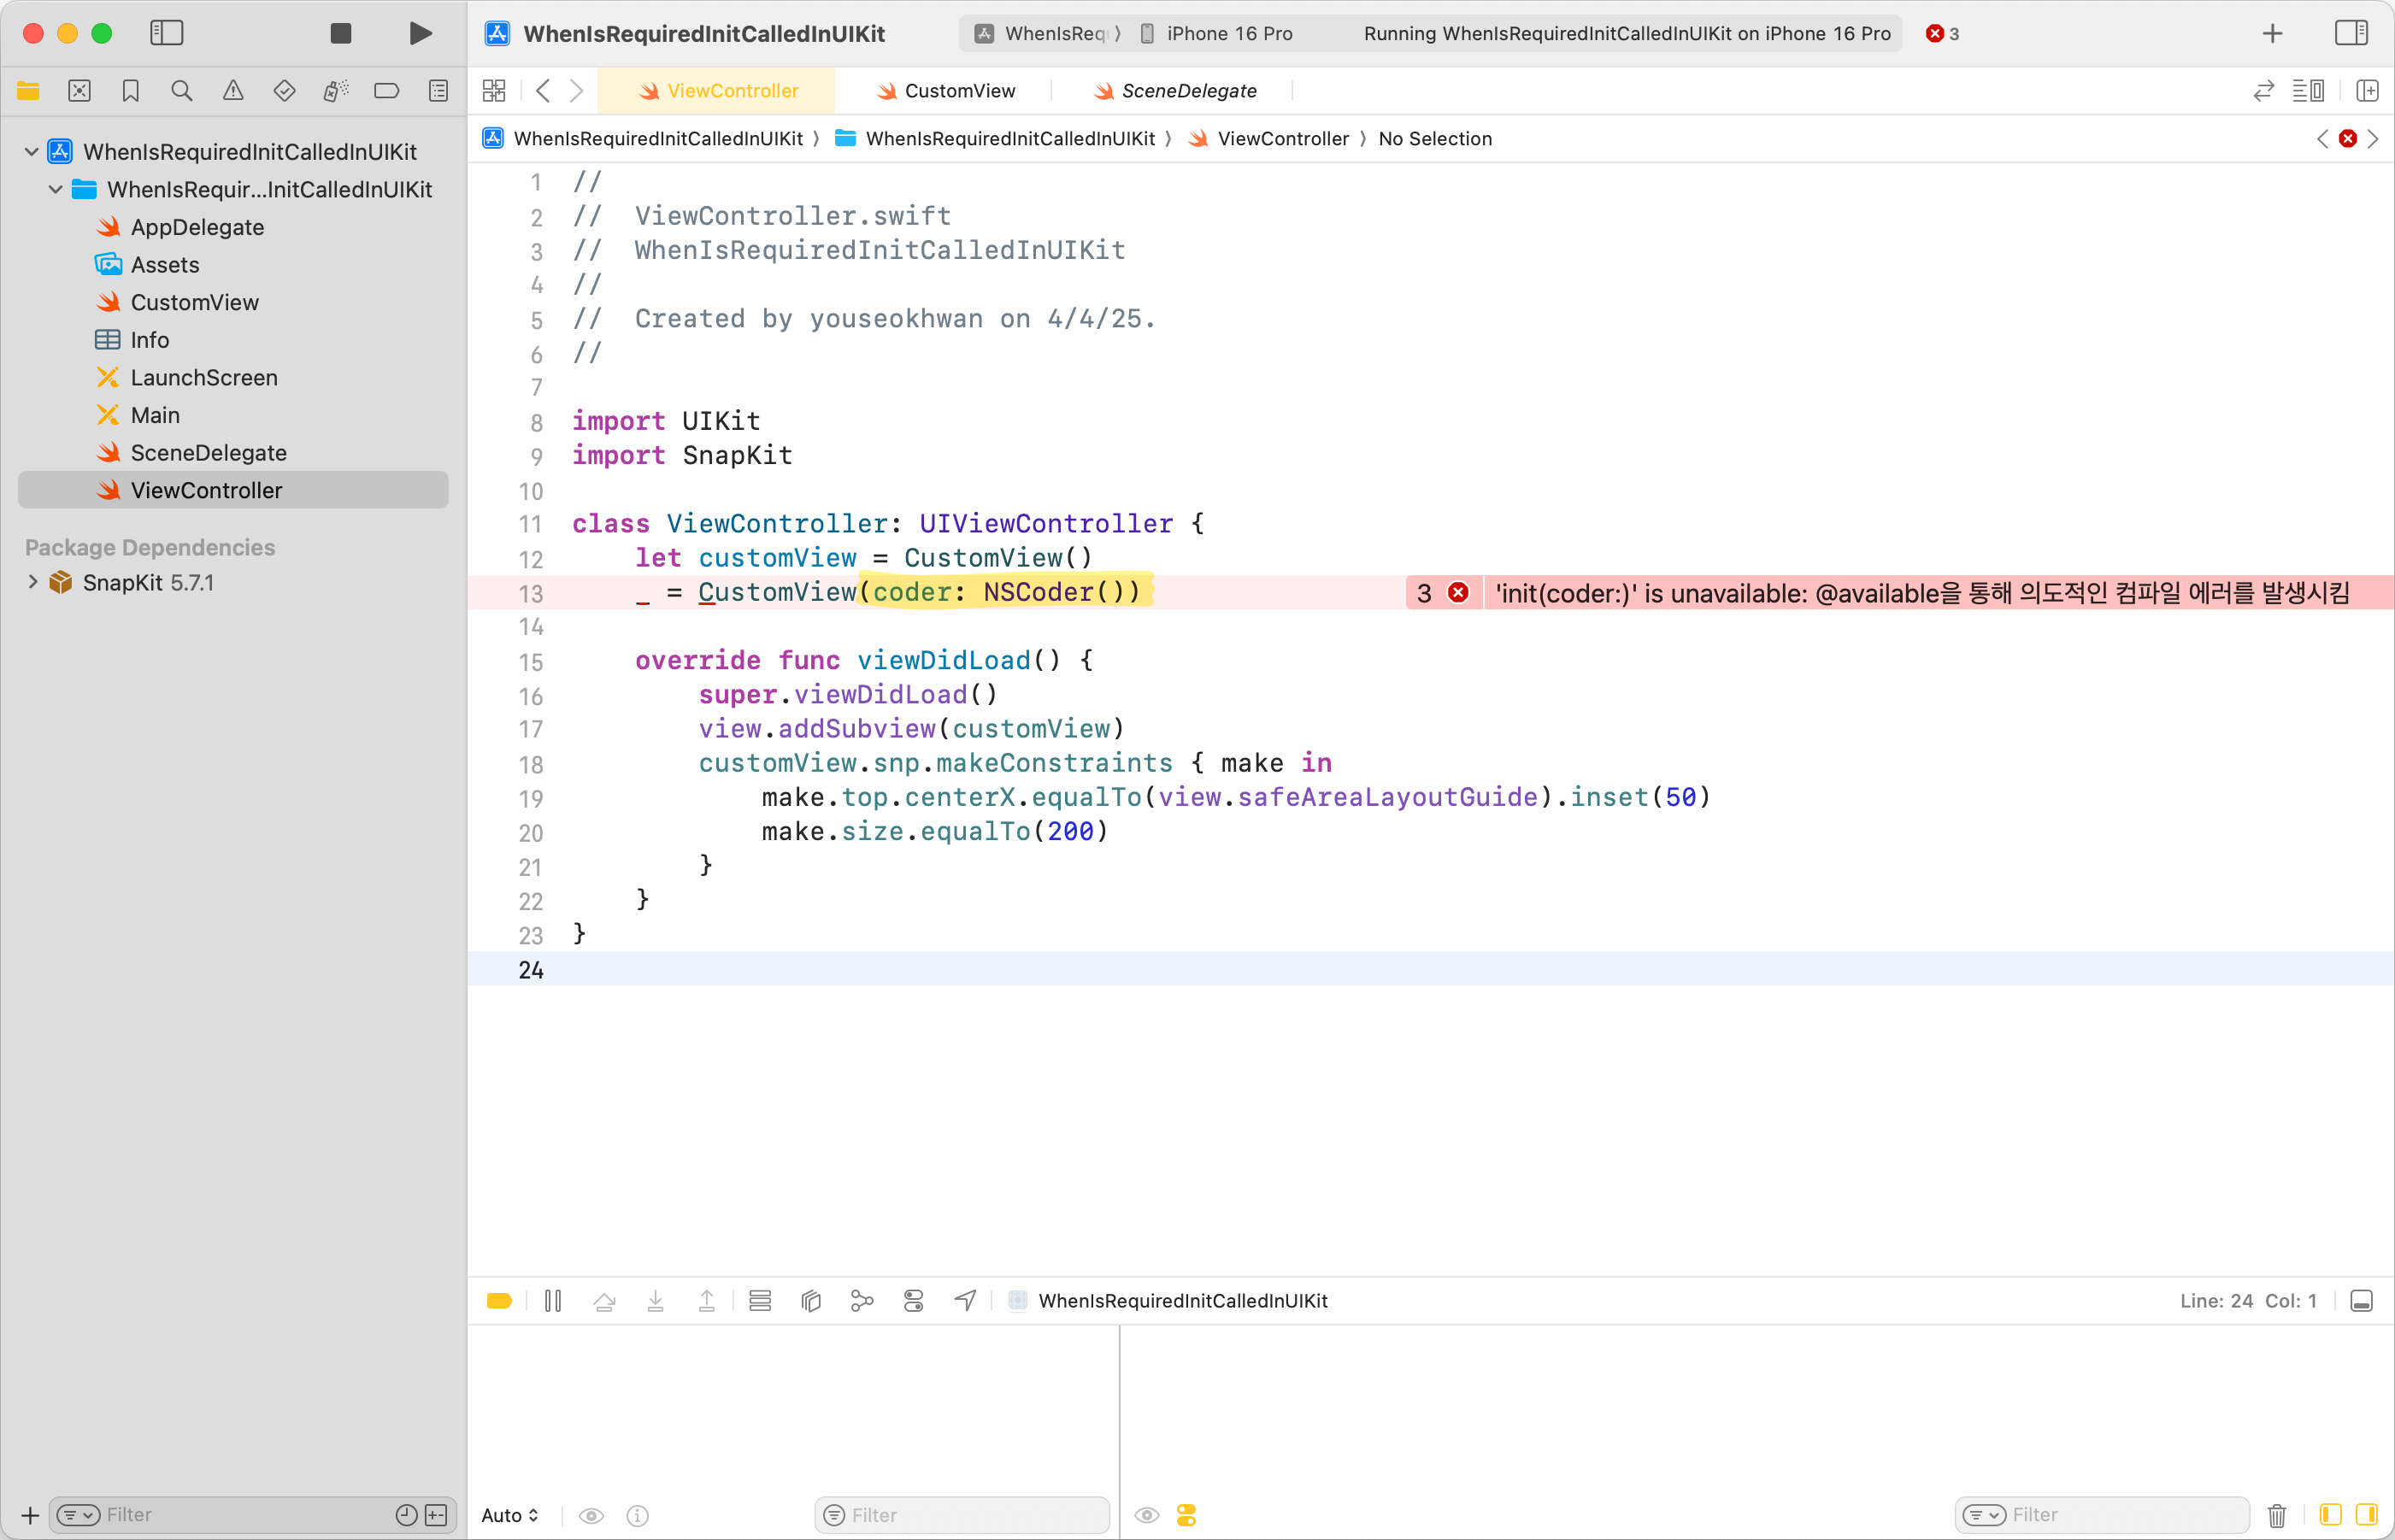 WhenIsRequiredInitCalledInUIKit
WhenIsReq 〉 iPhone 16 Pro
Running WhenIsRequiredInitCalledInUIKit on iPhone 16 Pro
3
ViewController
CustomView
SceneDelegate
WhenIsRequiredInitCalledInUIKit 〉 WhenIsRequiredInitCalledInUIKit 〉 ViewController 〉 No Selection
WhenIsRequiredInitCalledInUIKit
WhenIsRequir...InitCalledInUIKit
AppDelegate
Assets
CustomView
Info
LaunchScreen
Main
SceneDelegate
ViewController
Package Dependencies
SnapKit 5.7.1
1 //
2 //  ViewController.swift
3 //  WhenIsRequiredInitCalledInUIKit
4 //
5 //  Created by youseokhwan on 4/4/25.
6 //
7
8 import UIKit
9 import SnapKit
10
11 class ViewController: UIViewController {
12     let customView = CustomView()
13     _ = CustomView(coder: NSCoder()) 3 'init(coder:)' is unavailable: @available을 통해 의도적인 컴파일 에러를 발생시킴
14
15     override func viewDidLoad() {
16         super.viewDidLoad()
17         view.addSubview(customView)
18         customView.snp.makeConstraints { make in
19             make.top.centerX.equalTo(view.safeAreaLayoutGuide).inset(50)
20             make.size.equalTo(200)
21         }
22     }
23 }
24
WhenIsRequiredInitCalledInUIKit
Line: 24 Col: 1
Filter
Auto
Filter
Filter